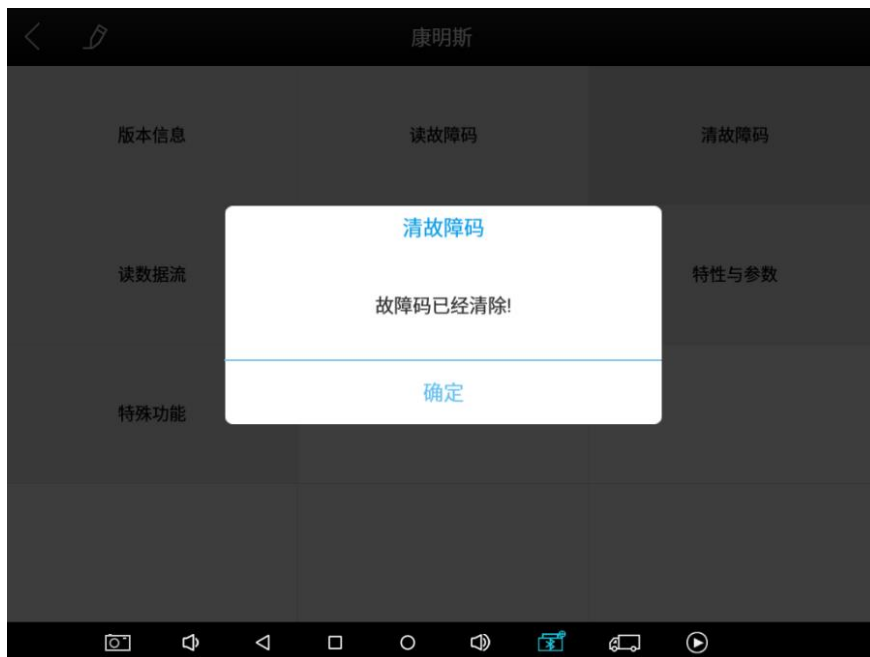 康明斯
版本信息
读故障码
清故障码
读数据流
特性与参数
特殊功能
清故障码
故障码已经清除!
确定